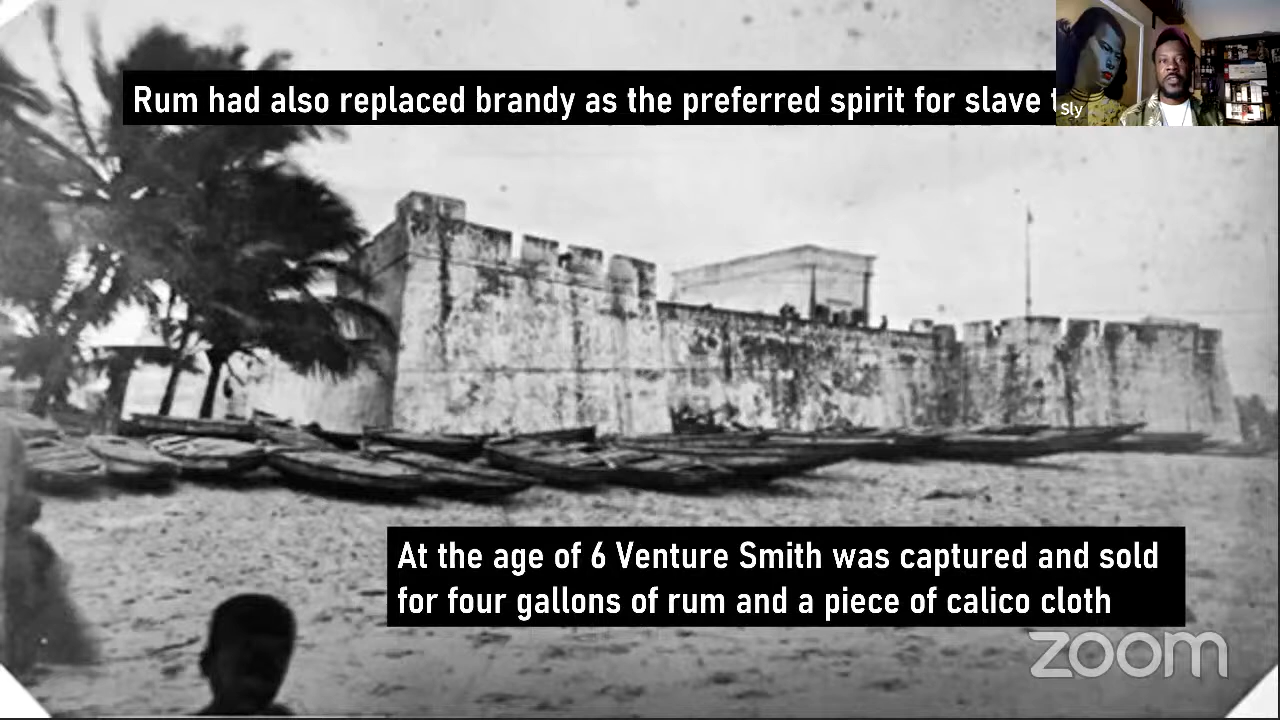 Rum had also replaced brandy as the preferred spirit for slave
Sly
At the age of 6 Venture Smith was captured and sold
for four gallons of rum and a piece of calico cloth
zoom